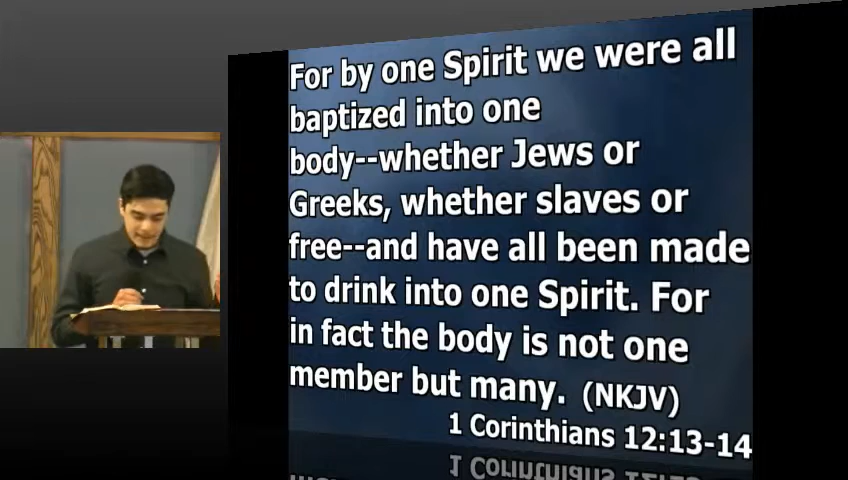 For by one Spirit we were all
baptized into one
body--whether Jews or
Greeks, whether slaves or
free--and have all been made
to drink into one Spirit. For
in fact the body is not one
member but many. (NKJV)
1 Corinthians 12:13-14